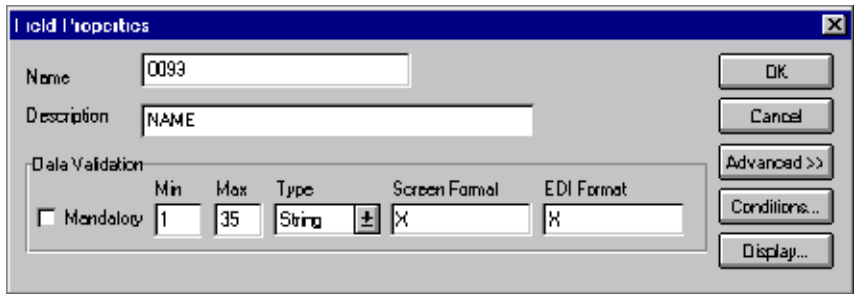 Field Properties
Name 0093 OK
Description NAME Cancel
Data Validation Advanced >>
Min Max Type Screen Format EDI Format
Mandatory 1 35 String X X Conditions...
Display...